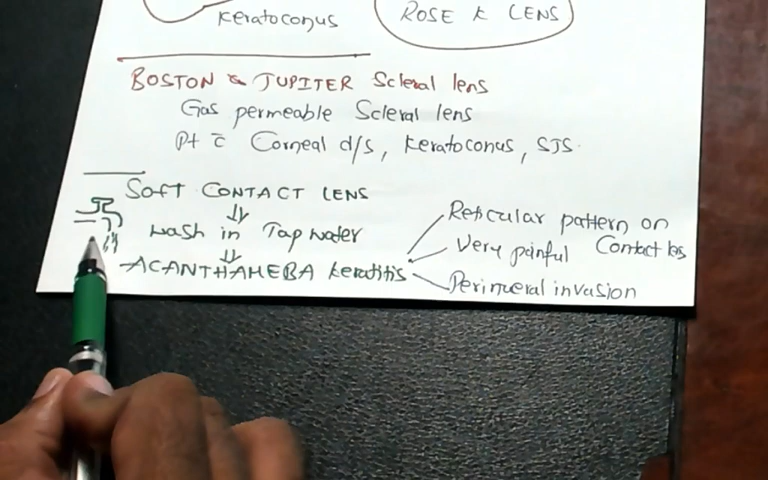 Keratoconus
ROSE K LENS
BOSTON & JUPITER Scleral lens
Gas permeable Scleral lens
Pt c̄ Corneal d/s, Keratoconus, SJS.
SOFT CONTACT LENS
wash in Tap water
ACANTHAMEBA Keratitis
Reticular pattern on
Contact les
Very painful
Perineural invasion